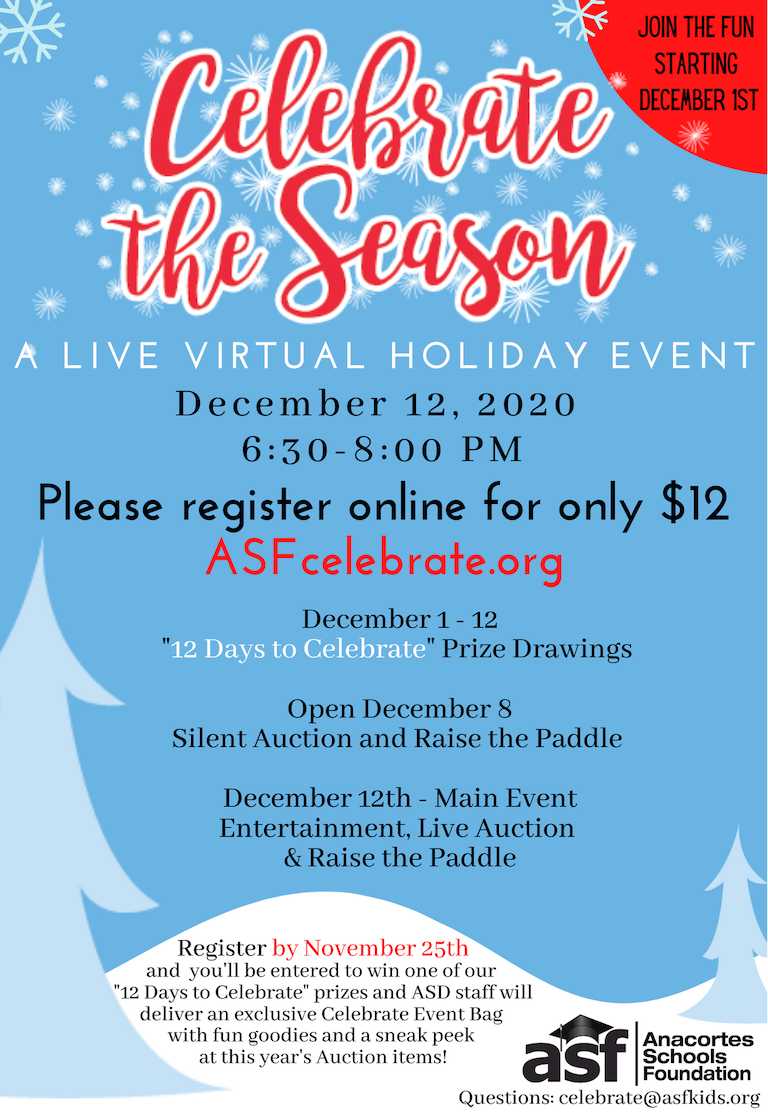 JOIN THE FUN
STARTING
DECEMBER 1ST
Celebrate
the Season
A LIVE VIRTUAL HOLIDAY EVENT
December 12, 2020
6:30-8:00 PM
Please register online for only $12
ASFcelebrate.org
December 1 - 12
"12 Days to Celebrate" Prize Drawings
Open December 8
Silent Auction and Raise the Paddle
December 12th - Main Event
Entertainment, Live Auction
& Raise the Paddle
Register by November 25th
and you'll be entered to win one of our
"12 Days to Celebrate" prizes and ASD staff will
deliver an exclusive Celebrate Event Bag
with fun goodies and a sneak peek
at this year's Auction items!
asf
Anacortes
Schools
Foundation
Questions: celebrate@asfkids.org